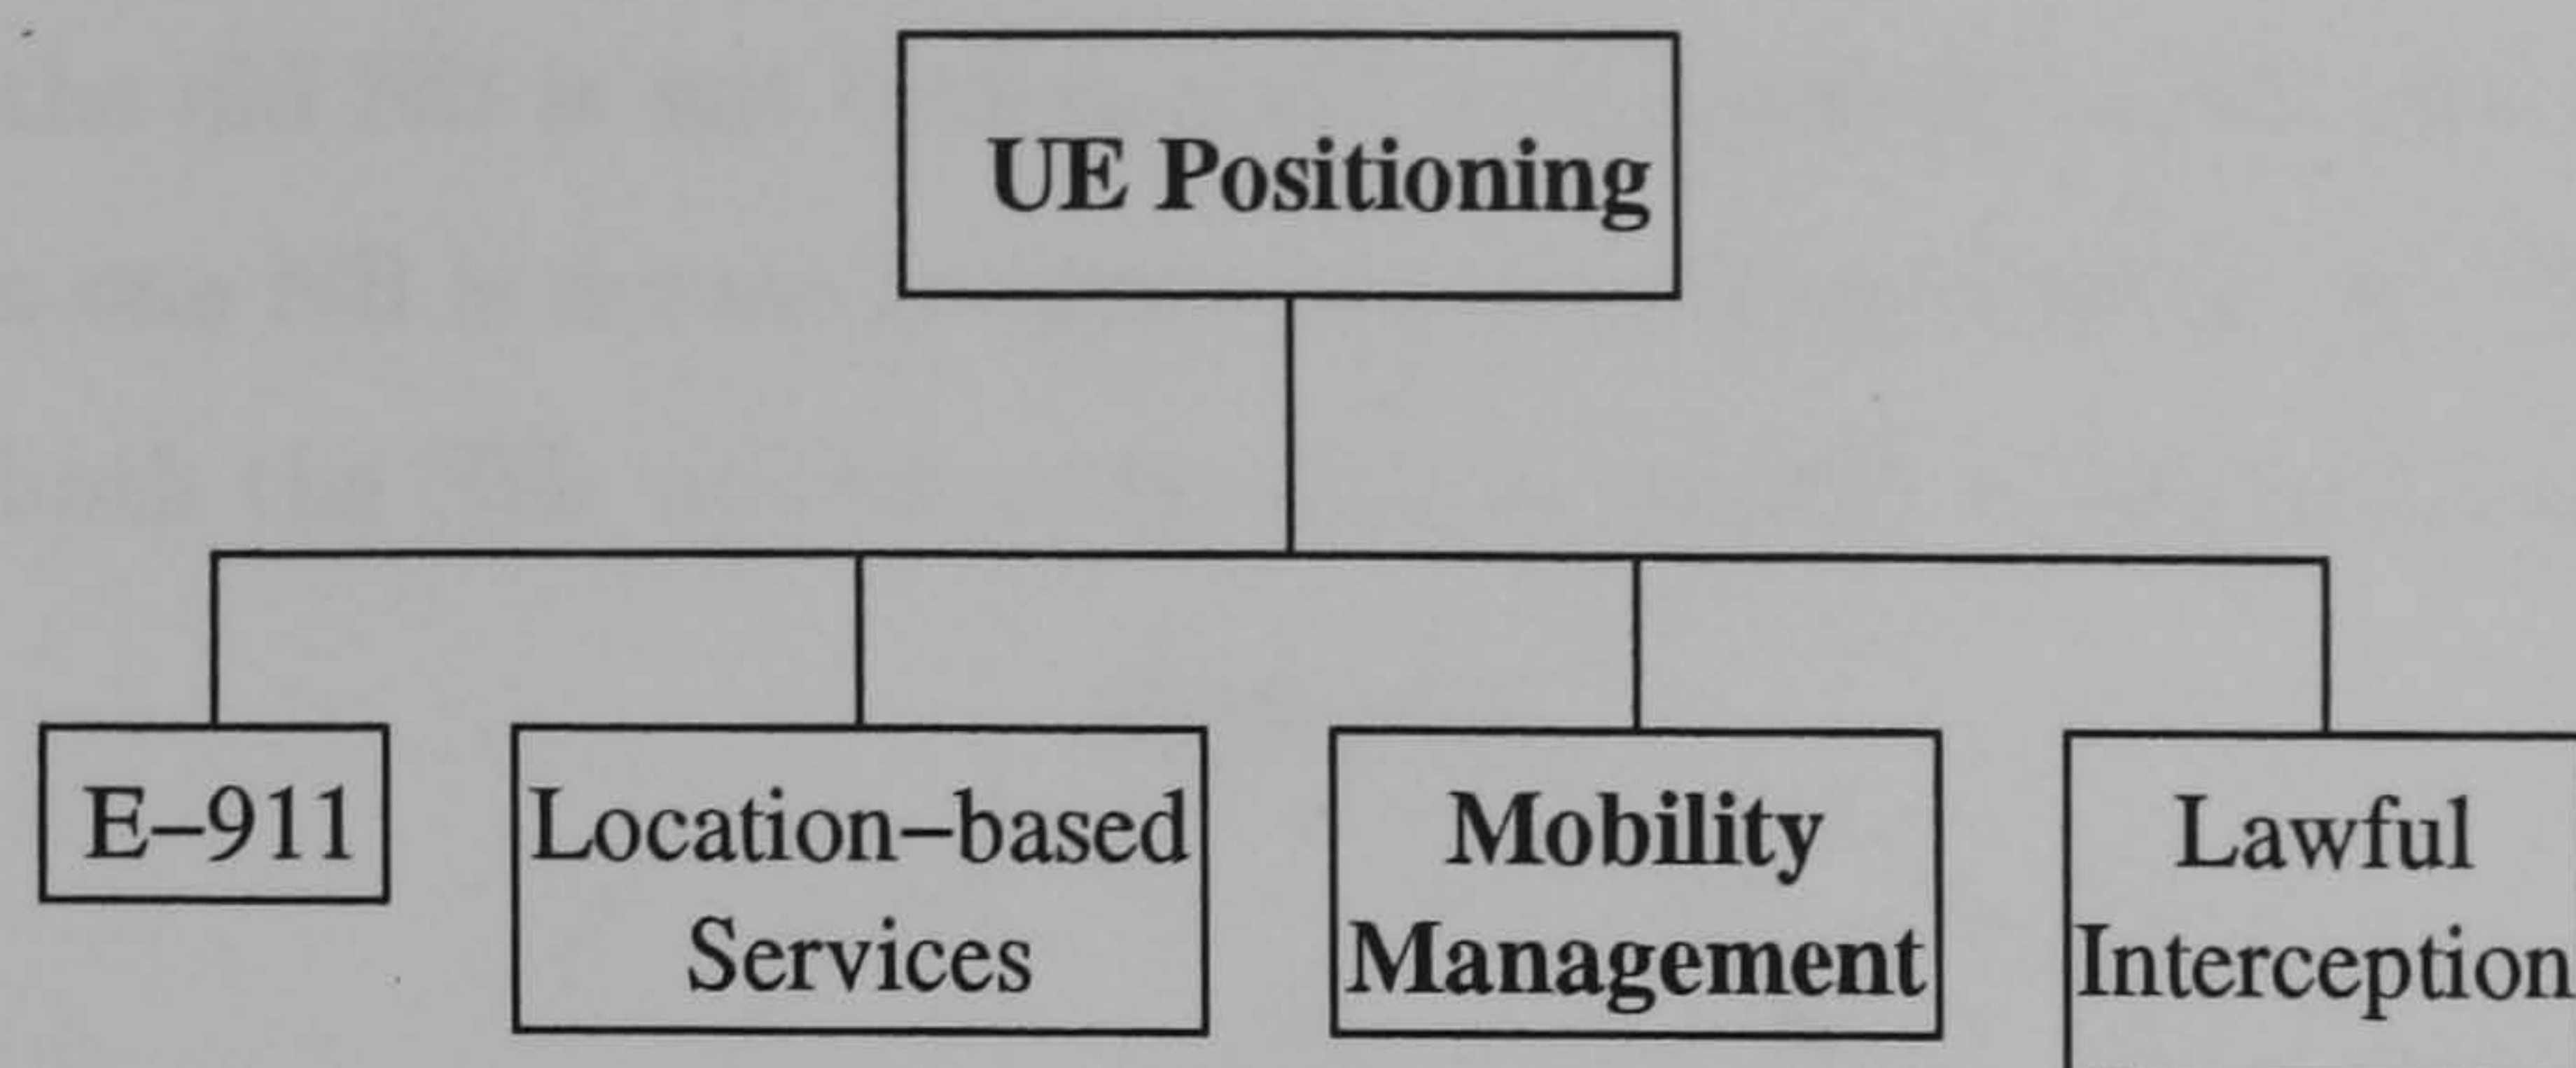 UE Positioning
E–911
Location–based
Services
Mobility
Management
Lawful
Interception